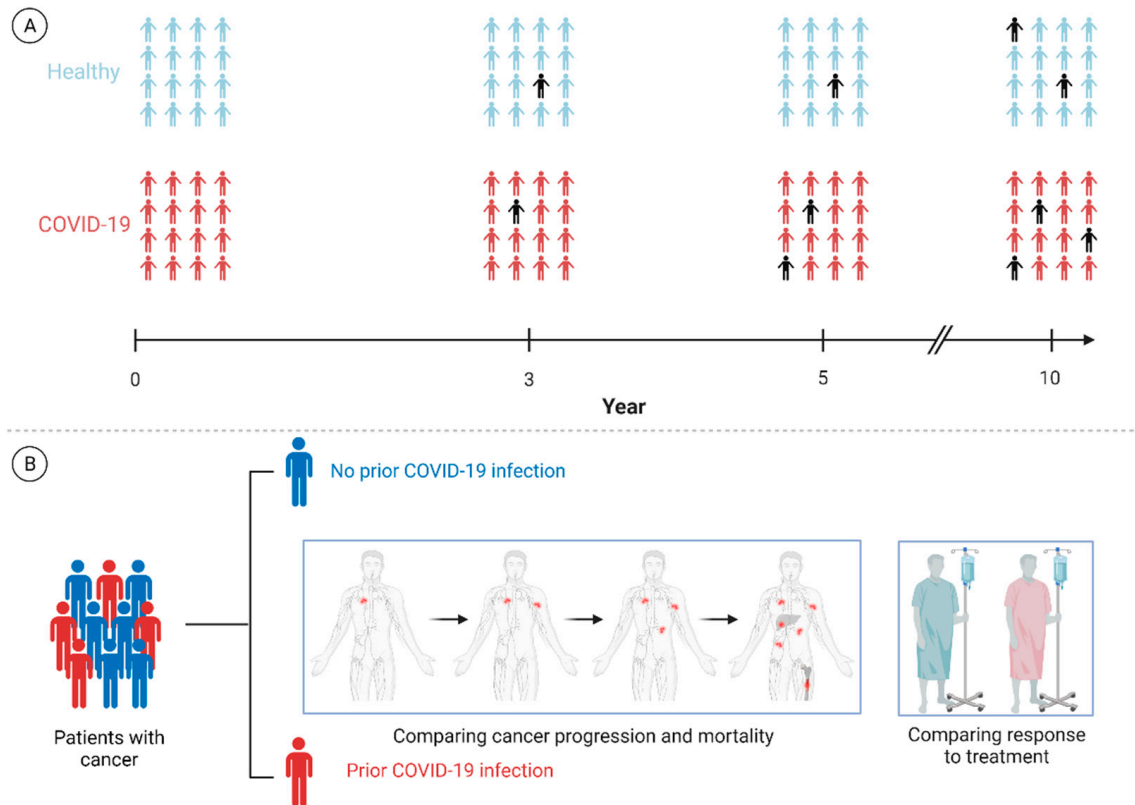 A
Healthy
COVID-19
0
3
5
10
Year
B
No prior COVID-19 infection
Patients with
cancer
Comparing cancer progression and mortality
Comparing response
to treatment
Prior COVID-19 infection